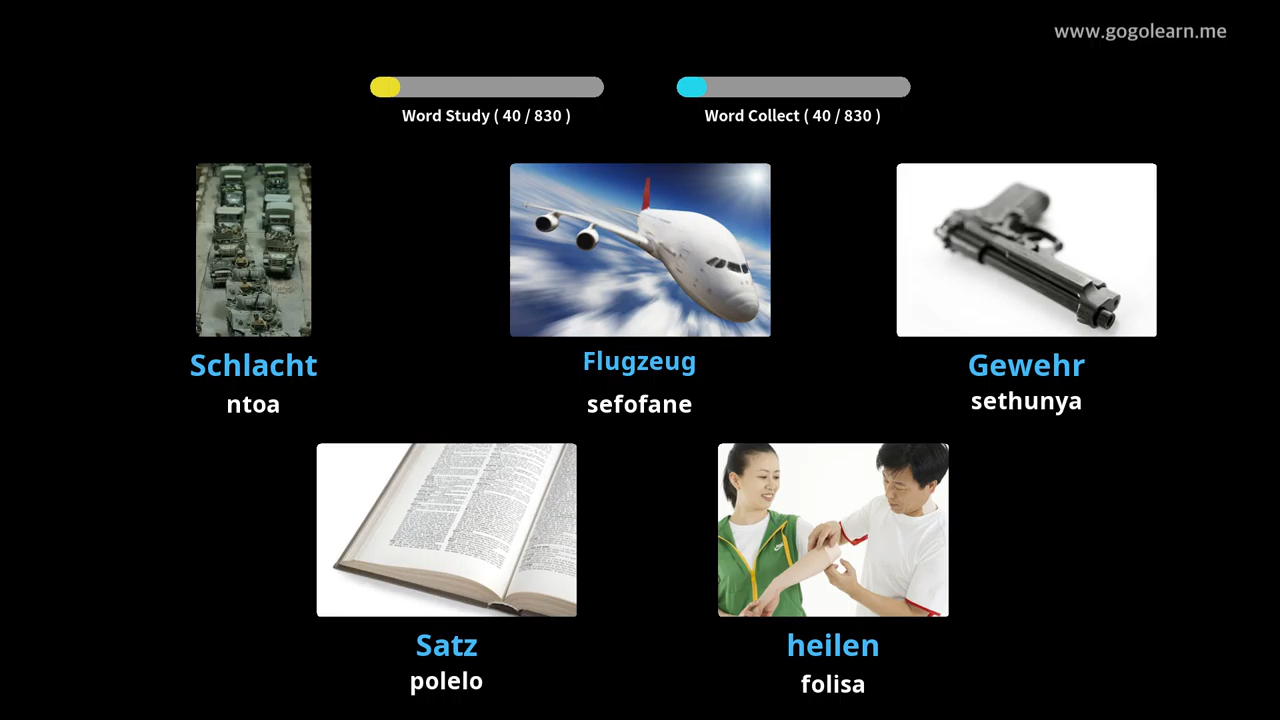 www.gogolearn.me
Word Study ( 40 / 830 )
Word Collect ( 40 / 830 )
Schlacht
ntoa
Flugzeug
sefofane
Gewehr
sethunya
Satz
polelo
heilen
folisa